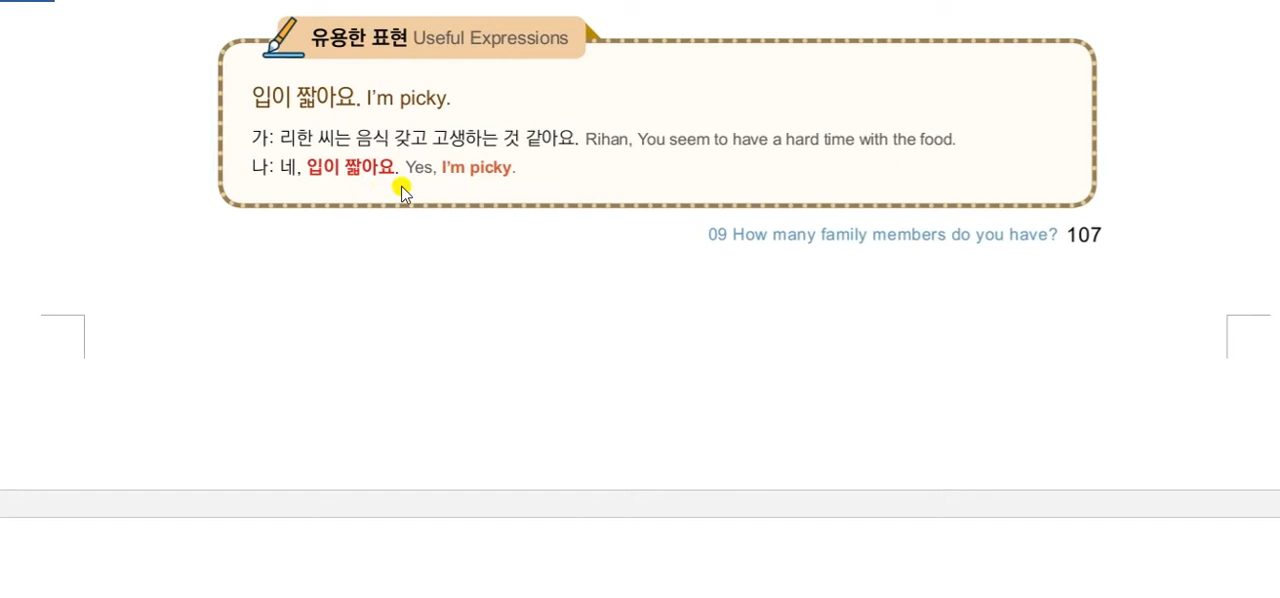 유용한 표현 Useful Expressions
입이 짧아요. I'm picky.
가: 리한 씨는 음식 갖고 고생하는 것 같아요. Rihan, You seem to have a hard time with the food.
나: 네, 입이 짧아요. Yes, I'm picky.
09 How many family members do you have? 107